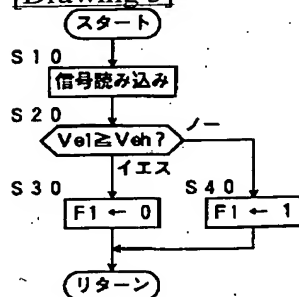 [Drawing 3]
スタート
S10
信号読み込み
S20
Vel≧Veh?
ノー
イエス
S30
S40
F1 ← 0
F1 ← 1
リターン